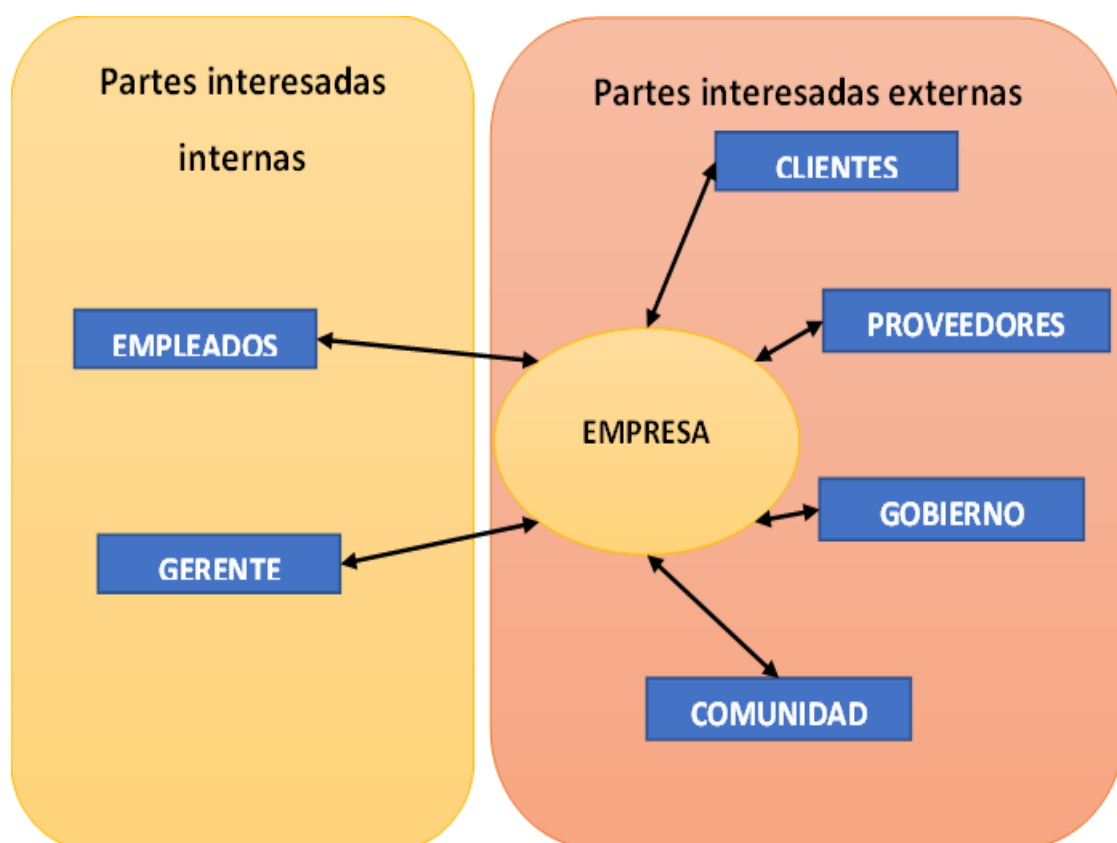 Partes interesadas
internas
Partes interesadas externas
CLIENTES
PROVEEDORES
EMPLEADOS
EMPRESA
GOBIERNO
GERENTE
COMUNIDAD